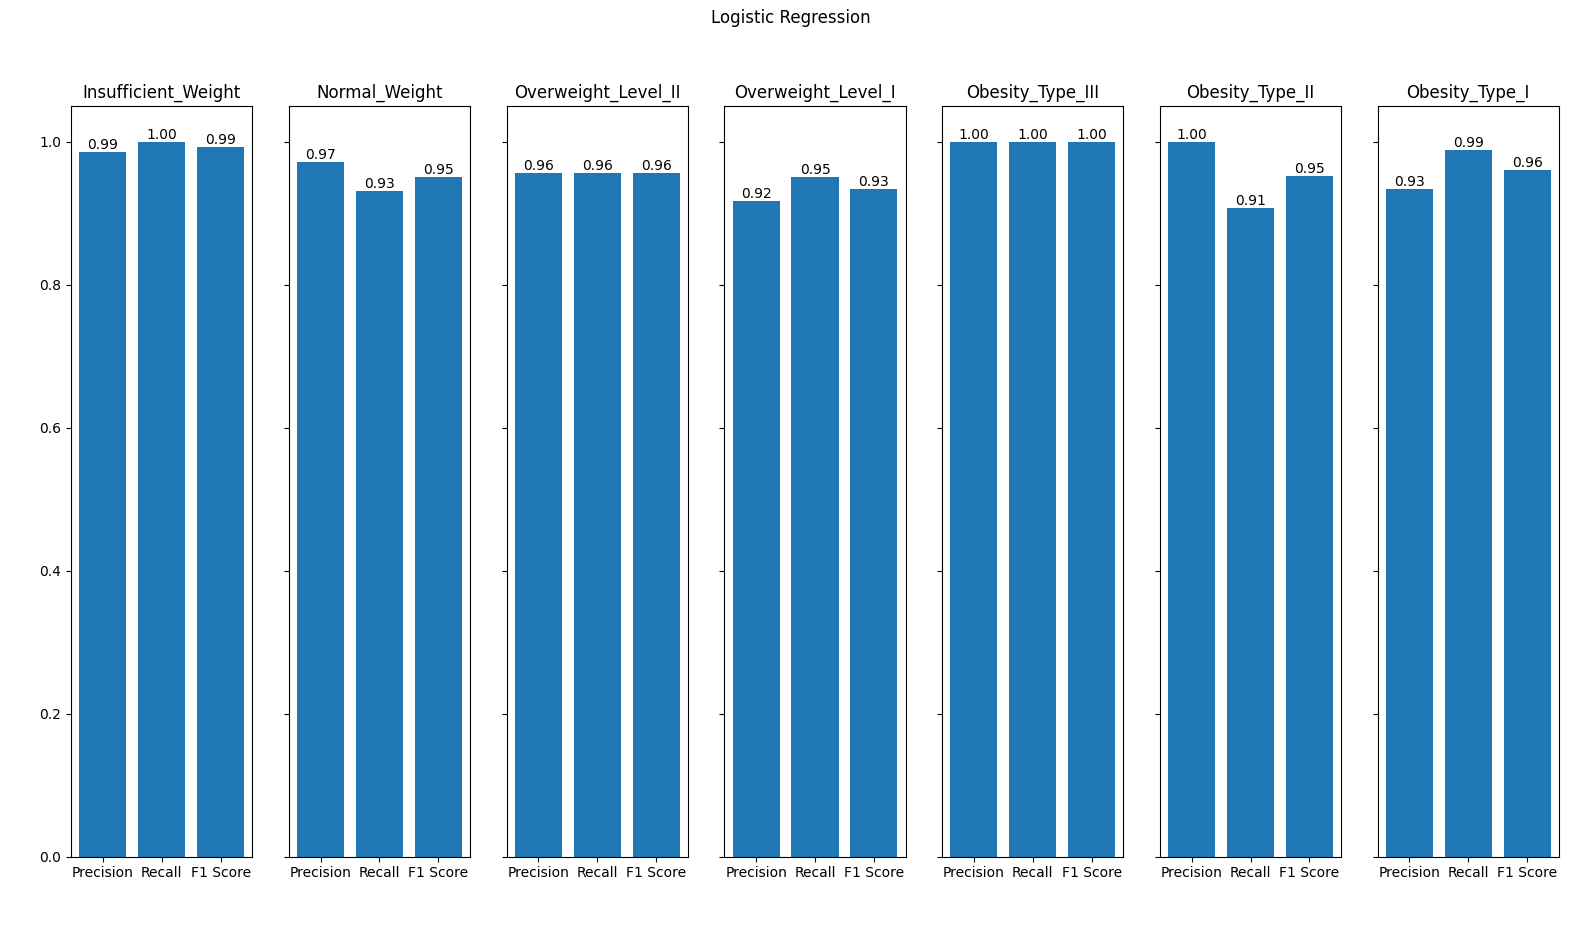 Logistic Regression
Insufficient_Weight
Normal_Weight
Overweight_Level_II
Overweight_Level_I
Obesity_Type_III
Obesity_Type_II
Obesity_Type_I
1.0
0.8
0.6
0.4
0.2
0.0
0.99 1.00 0.99
0.97 0.93 0.95
0.96 0.96 0.96
0.92 0.95 0.93
1.00 1.00 1.00
1.00 0.91 0.95
0.93 0.99 0.96
Precision Recall F1 Score
Precision Recall F1 Score
Precision Recall F1 Score
Precision Recall F1 Score
Precision Recall F1 Score
Precision Recall F1 Score
Precision Recall F1 Score